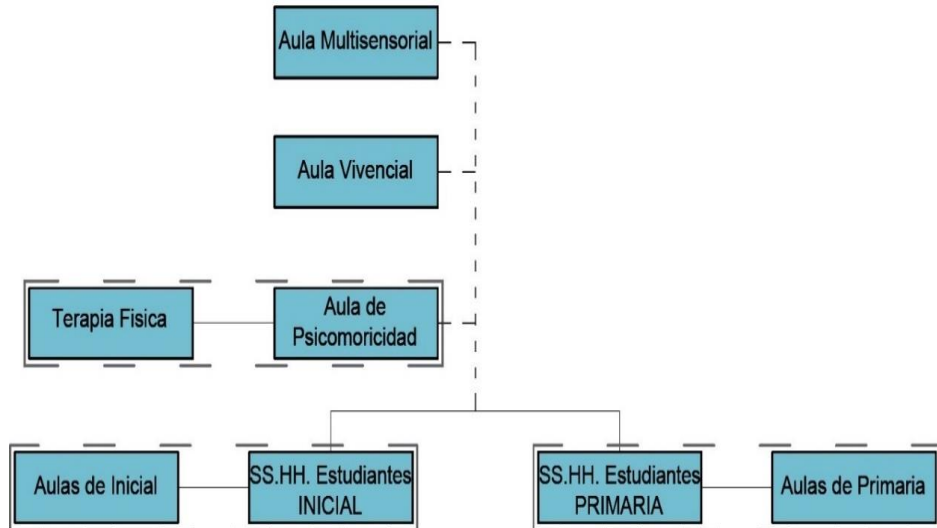 Aula Multisensorial
Aula Vivencial
Terapia Fisica
Aula de
Psicomoricidad
Aulas de Inicial
SS.HH. Estudiantes
INICIAL
SS.HH. Estudiantes
PRIMARIA
Aulas de Primaria